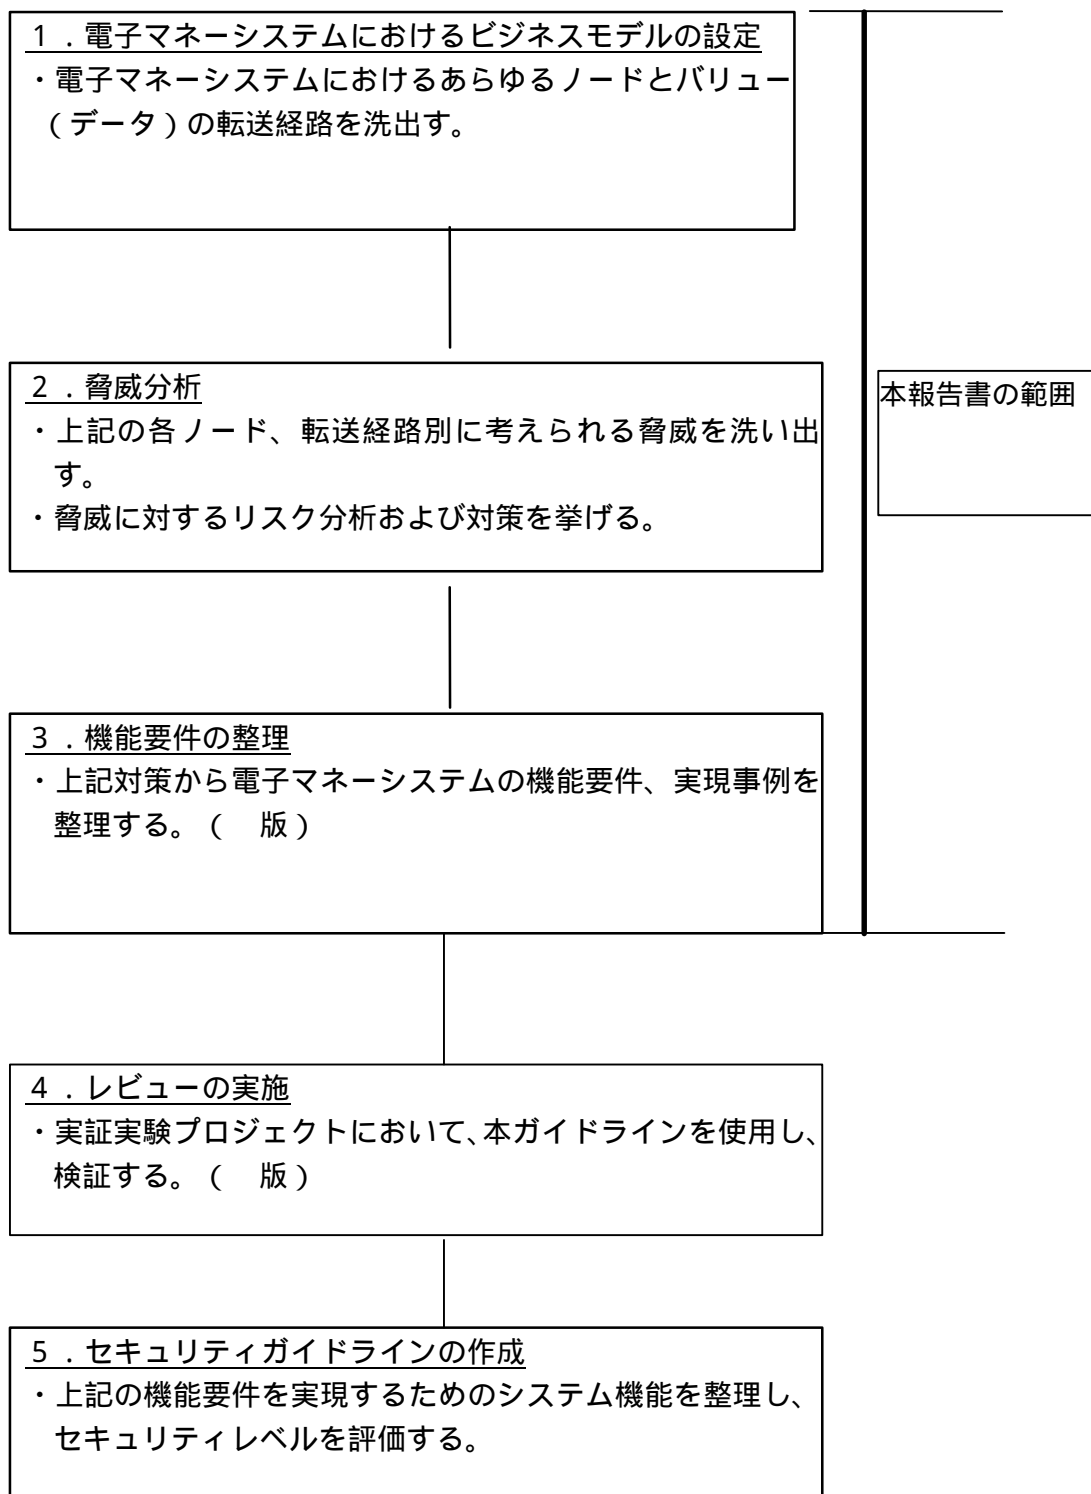 １．電子マネーシステムにおけるビジネスモデルの設定
・電子マネーシステムにおけるあらゆるノードとバリュー
（データ）の転送経路を洗出す。
２．脅威分析
・上記の各ノード、転送経路別に考えられる脅威を洗い出
す。
・脅威に対するリスク分析および対策を挙げる。
本報告書の範囲
３．機能要件の整理
・上記対策から電子マネーシステムの機能要件、実現事例を
整理する。（　版）
４．レビューの実施
・実証実験プロジェクトにおいて、本ガイドラインを使用し、
検証する。（　版）
５．セキュリティガイドラインの作成
・上記の機能要件を実現するためのシステム機能を整理し、
セキュリティレベルを評価する。